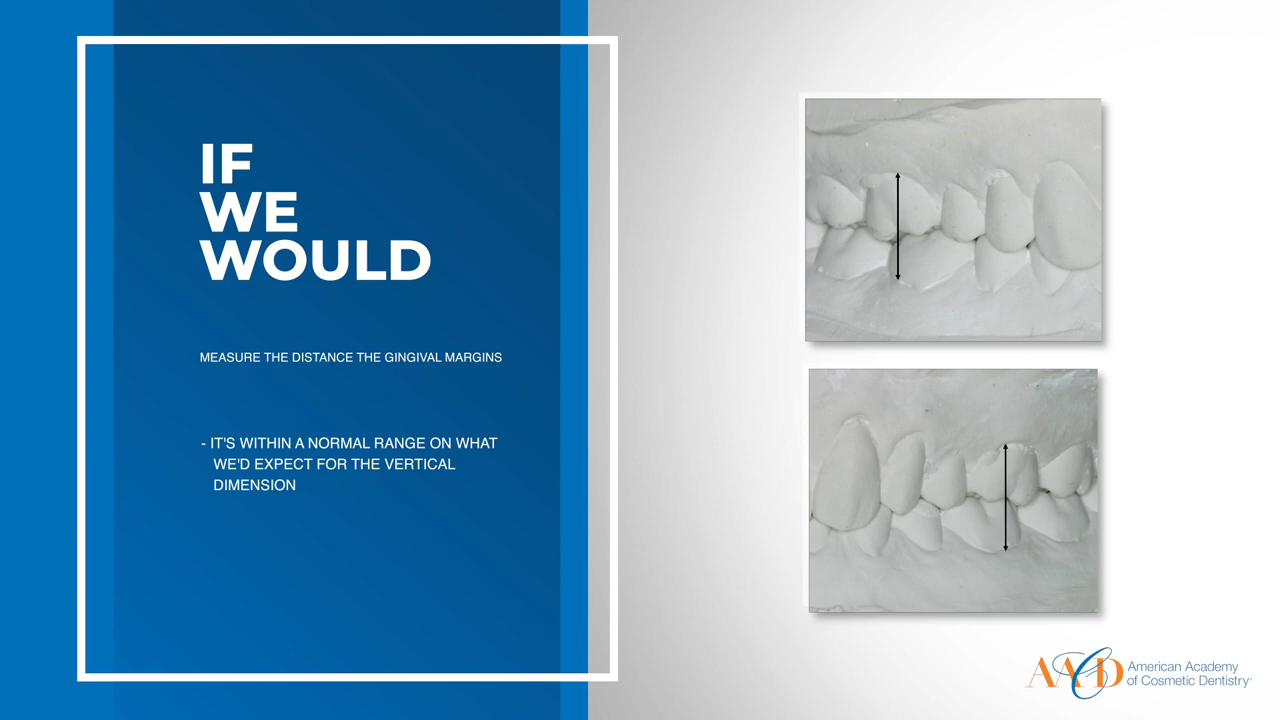 IF
WE
WOULD
MEASURE THE DISTANCE THE GINGIVAL MARGINS
- IT'S WITHIN A NORMAL RANGE ON WHAT
WE'D EXPECT FOR THE VERTICAL
DIMENSION
AACD
American Academy
of Cosmetic Dentistry